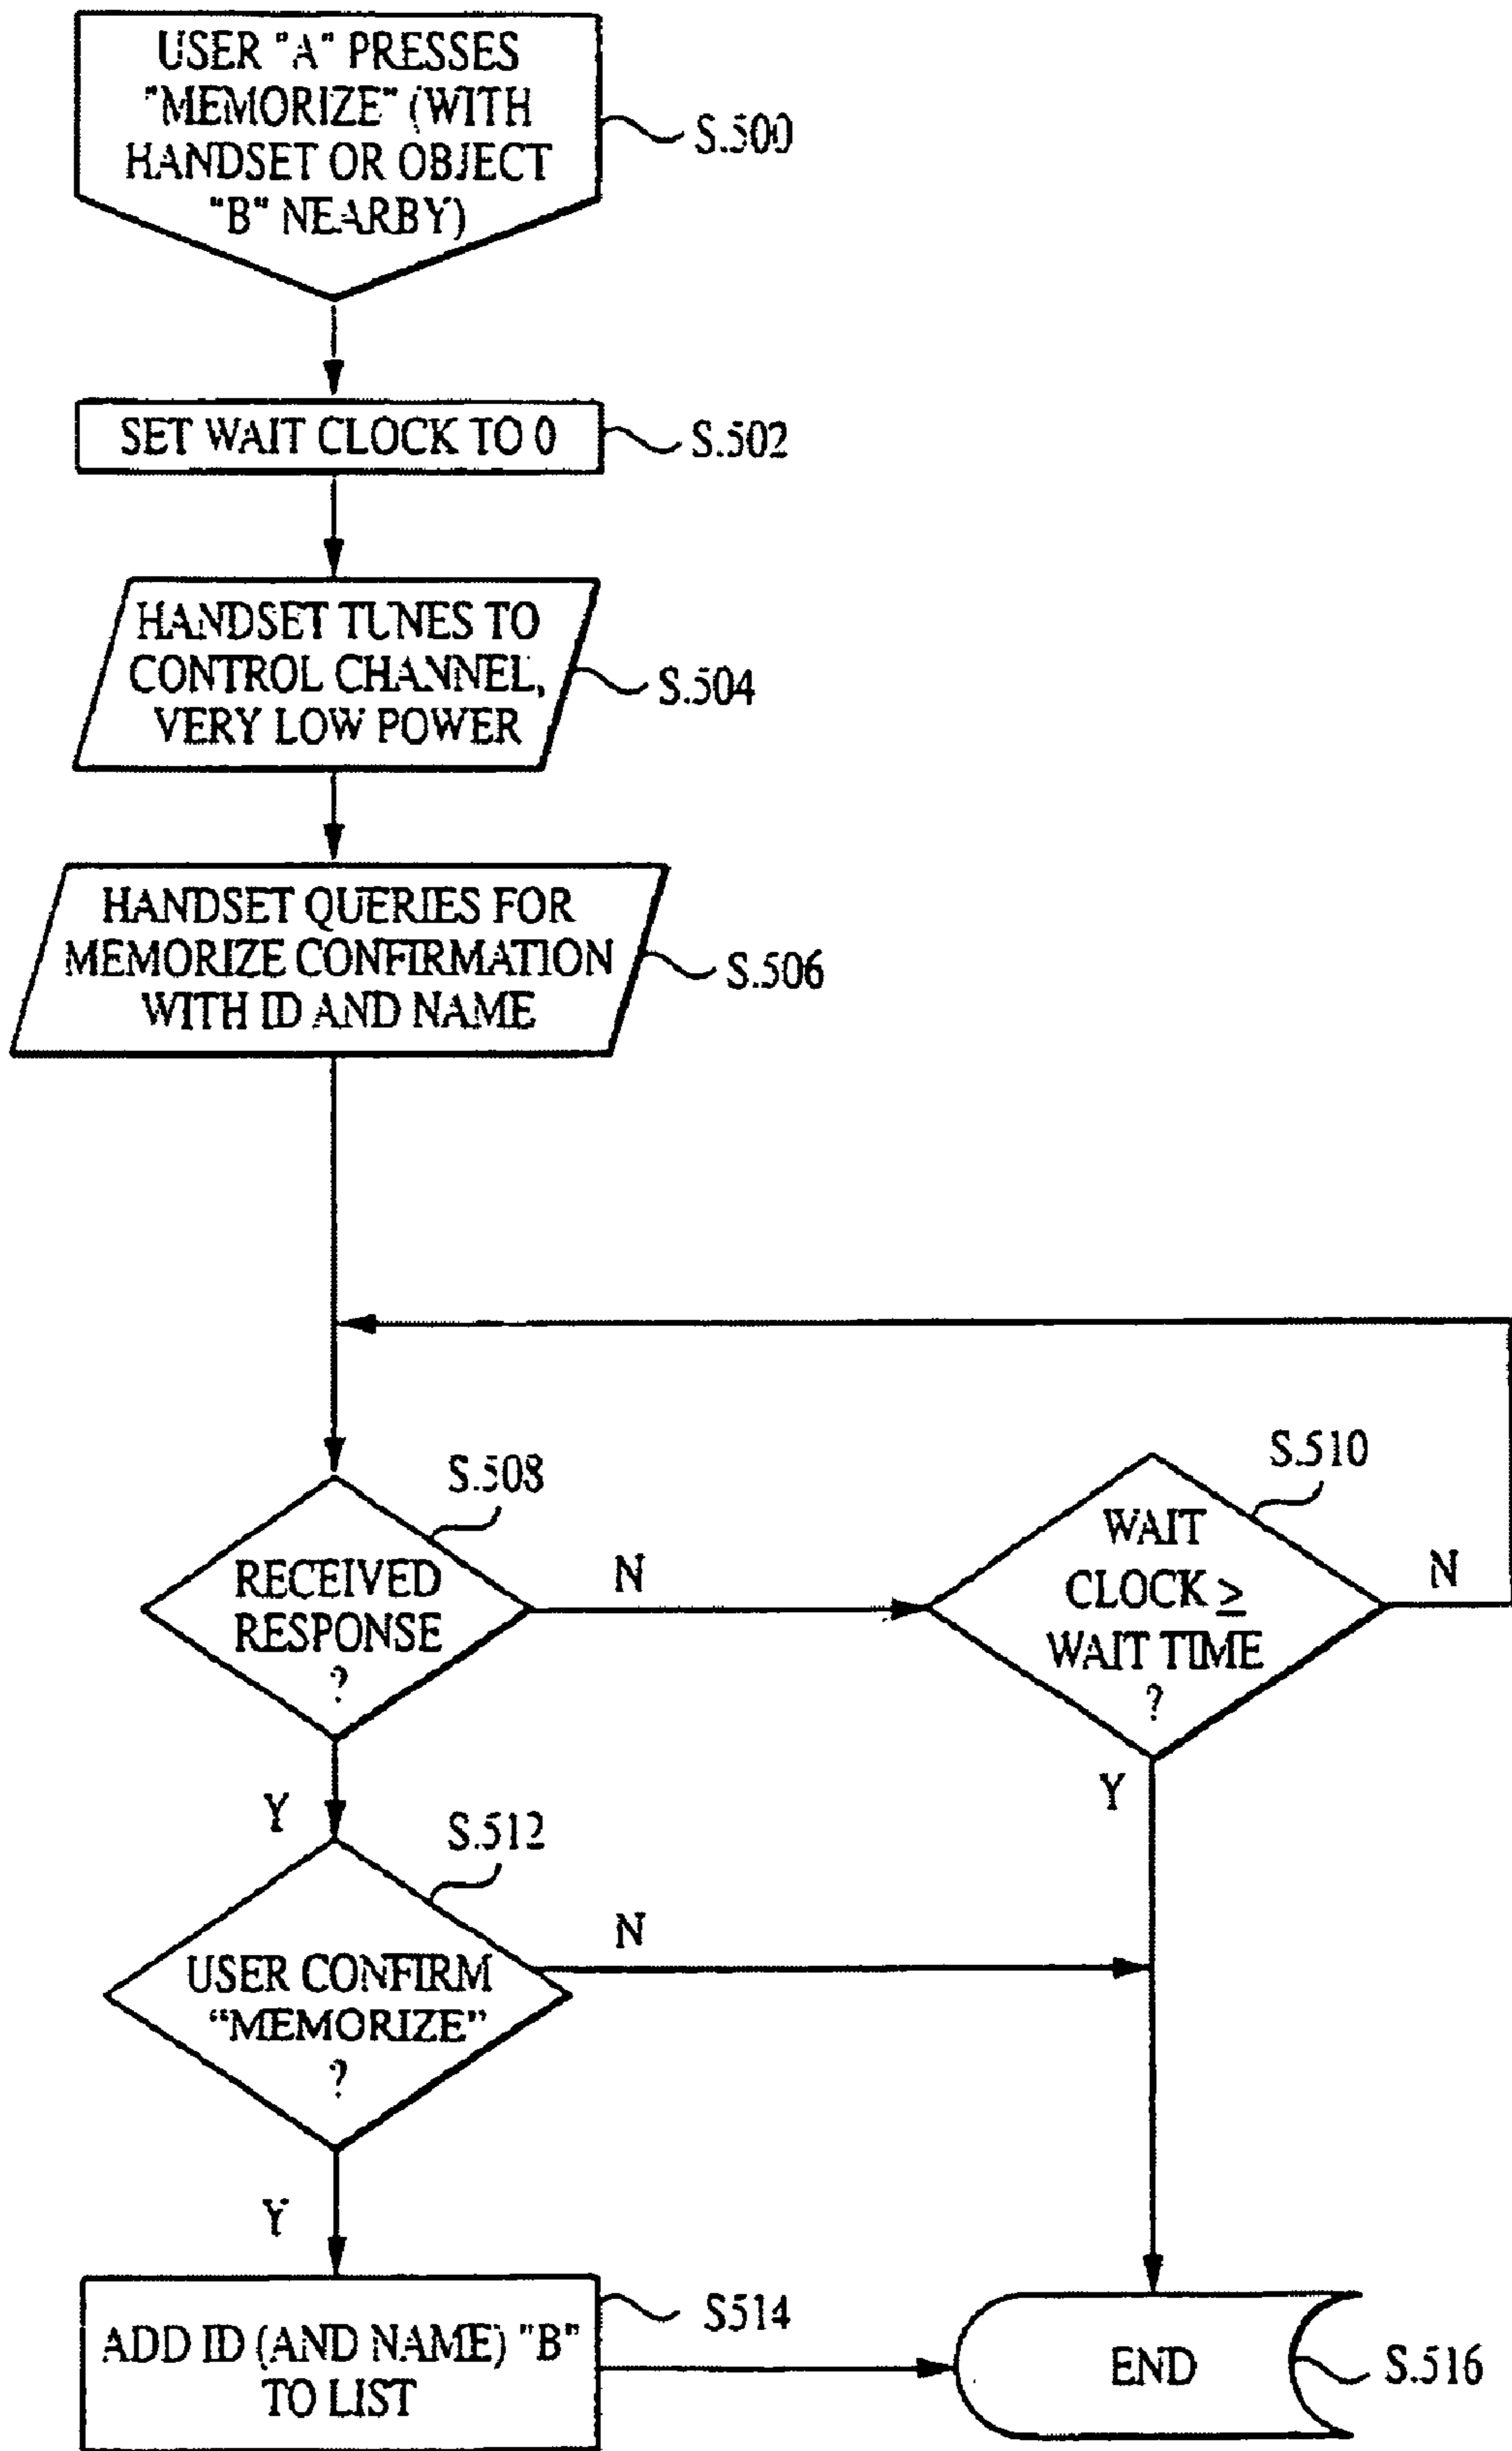 USER "A" PRESSES
"MEMORIZE" (WITH
HANDSET OR OBJECT
"B" NEARBY)
S.500
SET WAIT CLOCK TO 0
S.502
HANDSET TUNES TO
CONTROL CHANNEL,
VERY LOW POWER
S.504
HANDSET QUERIES FOR
MEMORIZE CONFIRMATION
WITH ID AND NAME
S.506
S.508
RECEIVED
RESPONSE
?
N
Y
S.510
WAIT
CLOCK ≥
WAIT TIME
?
N
Y
S.512
USER CONFIRM
“MEMORIZE”
?
N
Y
ADD ID (AND NAME) "B"
TO LIST
S514
END
S.516